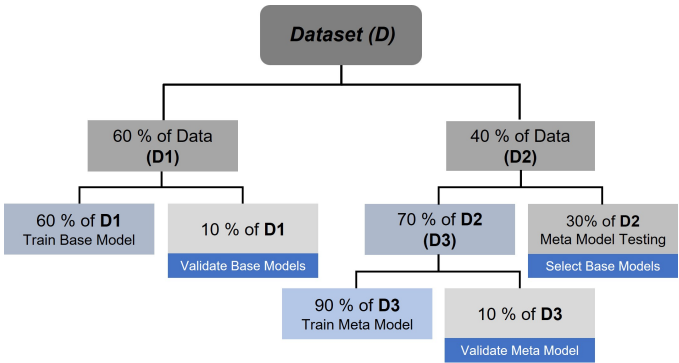 Dataset (D)
60 % of Data
(D1)
40 % of Data
(D2)
60 % of D1
Train Base Model
10 % of D1
Validate Base Models
70 % of D2
(D3)
30% of D2
Meta Model Testing
Select Base Models
90 % of D3
Train Meta Model
10 % of D3
Validate Meta Model